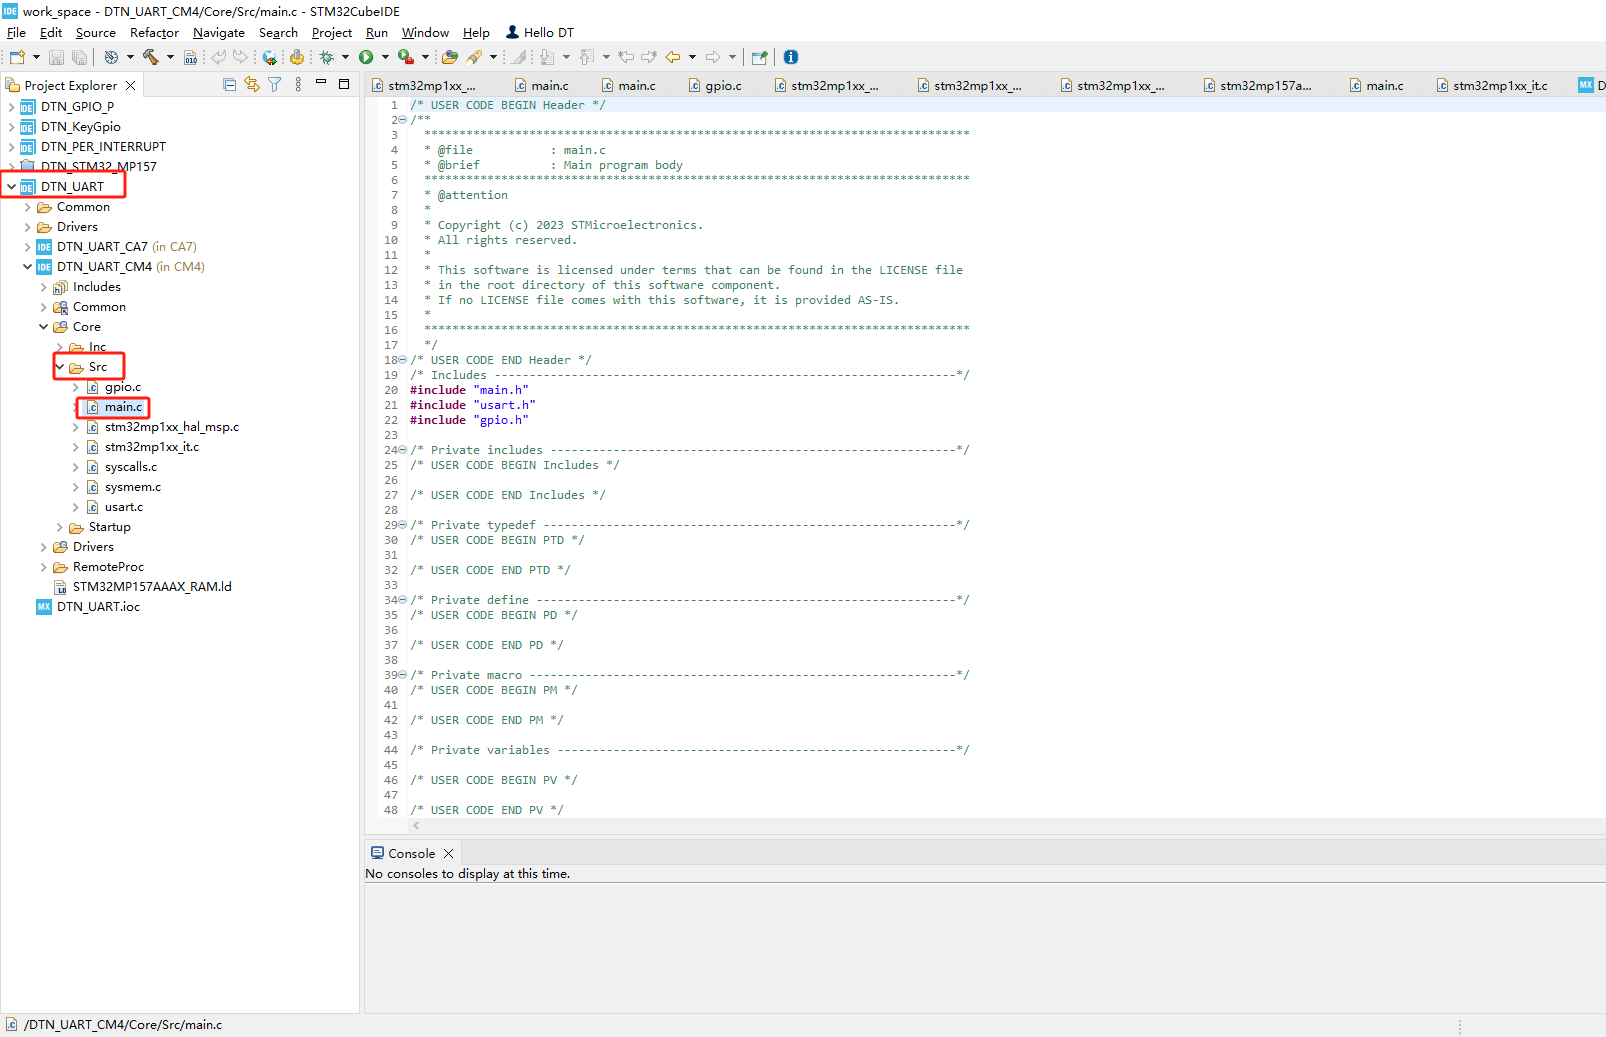 IDE work_space - DTN_UART_CM4/Core/Src/main.c - STM32CubeIDE
File Edit Source Refactor Navigate Search Project Run Window Help Hello DT
Project Explorer
DTN_GPIO_P
DTN_KeyGpio
DTN_PER_INTERRUPT
DTN_STM32_MP157
DTN_UART
Common
Drivers
DTN_UART_CA7 (in CA7)
DTN_UART_CM4 (in CM4)
Includes
Common
Core
Inc
Src
gpio.c
main.c
stm32mp1xx_hal_msp.c
stm32mp1xx_it.c
syscalls.c
sysmem.c
usart.c
Startup
Drivers
RemoteProc
STM32MP157AAAX_RAM.ld
MX DTN_UART.ioc
stm32mp1xx_... main.c main.c gpio.c stm32mp1xx_... stm32mp1xx_... stm32mp1xx_... stm32mp157a... main.c stm32mp1xx_it.c MX D
1 /* USER CODE BEGIN Header */
2 /**
3 ******************************************************************************
4 * @file : main.c
5 * @brief : Main program body
6 ******************************************************************************
7 * @attention
8 *
9 * Copyright (c) 2023 STMicroelectronics.
10 * All rights reserved.
11 *
12 * This software is licensed under terms that can be found in the LICENSE file
13 * in the root directory of this software component.
14 * If no LICENSE file comes with this software, it is provided AS-IS.
15 *
16 ******************************************************************************
17 */
18 /* USER CODE END Header */
19 /* Includes ------------------------------------------------------------------*/
20 #include "main.h"
21 #include "usart.h"
22 #include "gpio.h"
23
24 /* Private includes ----------------------------------------------------------*/
25 /* USER CODE BEGIN Includes */
26
27 /* USER CODE END Includes */
28
29 /* Private typedef -----------------------------------------------------------*/
30 /* USER CODE BEGIN PTD */
31
32 /* USER CODE END PTD */
33
34 /* Private define ------------------------------------------------------------*/
35 /* USER CODE BEGIN PD */
36
37 /* USER CODE END PD */
38
39 /* Private macro -------------------------------------------------------------*/
40 /* USER CODE BEGIN PM */
41
42 /* USER CODE END PM */
43
44 /* Private variables ---------------------------------------------------------*/
45
46 /* USER CODE BEGIN PV */
47
48 /* USER CODE END PV */
Console
No consoles to display at this time.
/DTN_UART_CM4/Core/Src/main.c